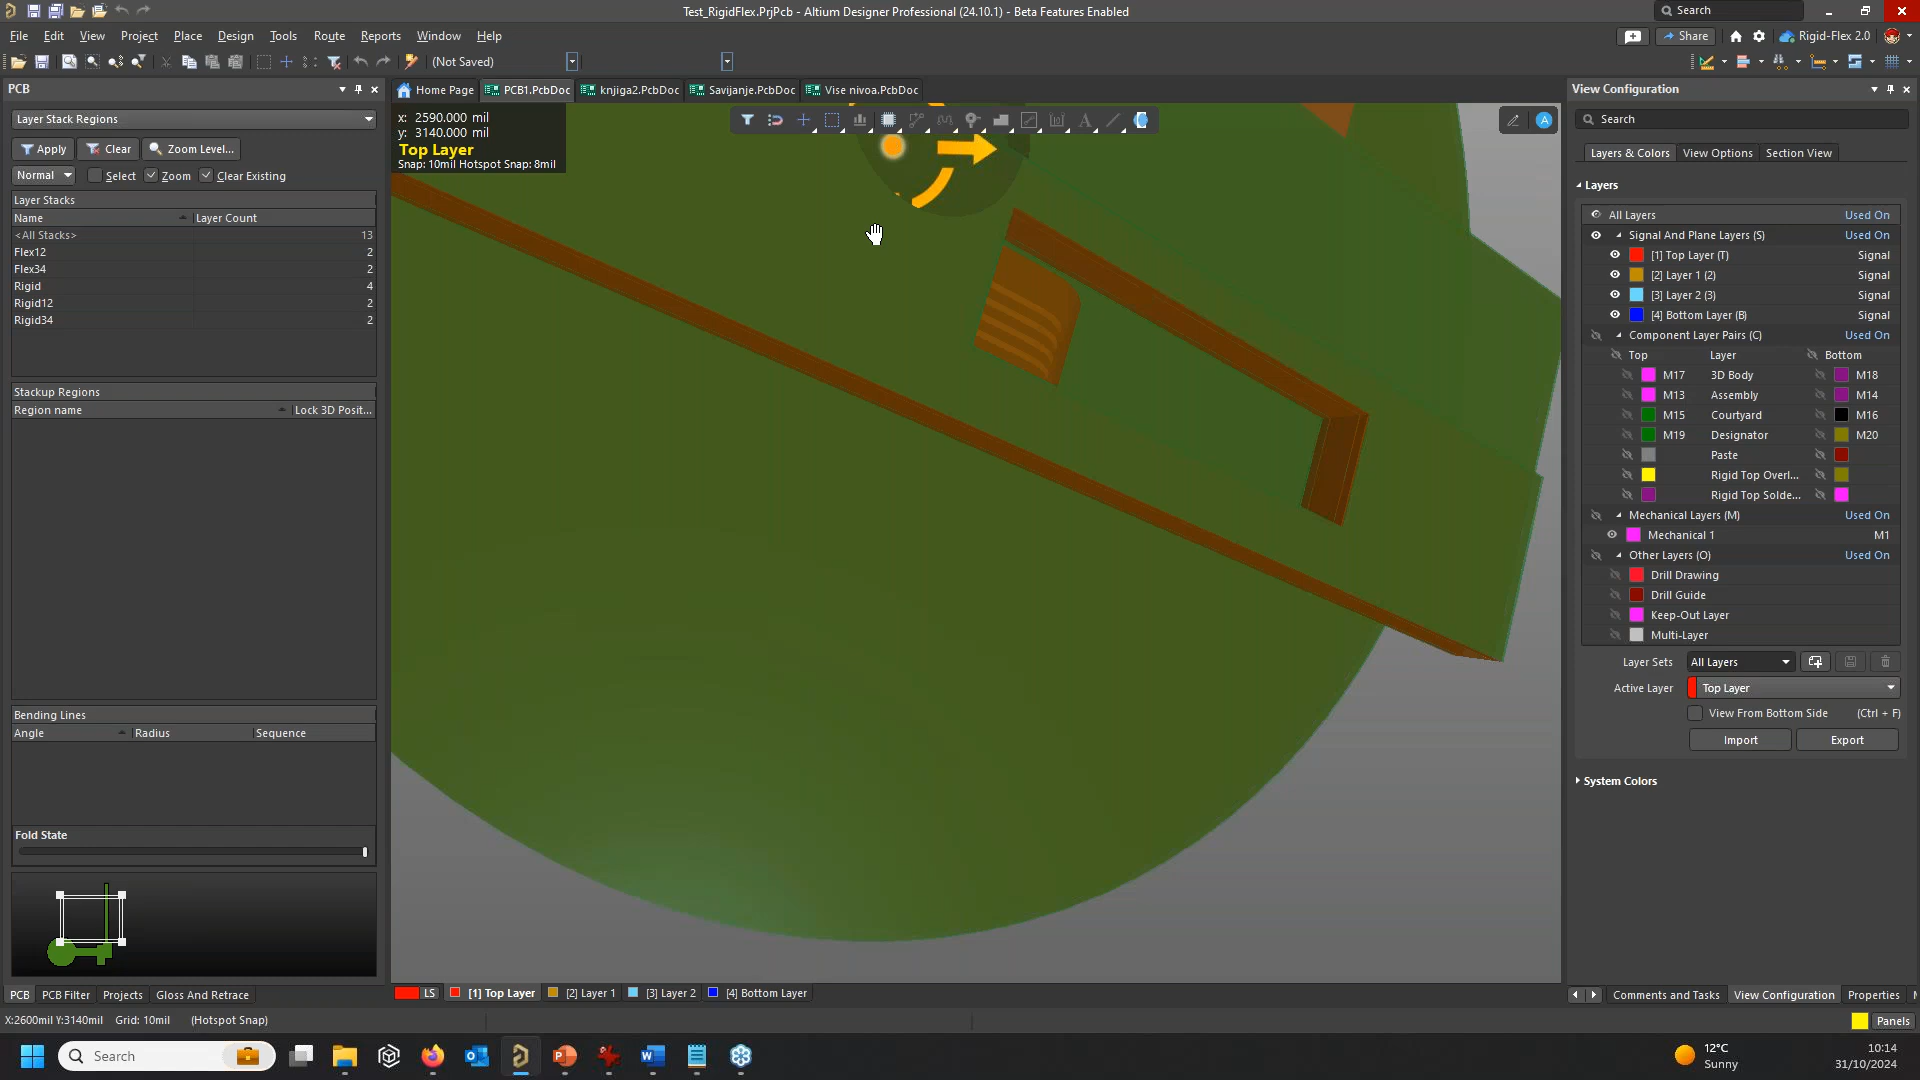 Test_RigidFlex.PrjPcb - Altium Designer Professional (24.10.1) - Beta Features Enabled
Search
File Edit View Project Place Design Tools Route Reports Window Help
Share
Rigid-Flex 2.0
(Not Saved)
PCB
Home Page
PCB1.PcbDoc
knjiga2.PcbDoc
Savijanje.PcbDoc
Vise nivoa.PcbDoc
View Configuration
Layer Stack Regions
Apply
Clear
Zoom Level...
Normal
Select
Zoom
Clear Existing
Layer Stacks
Name Layer Count
<All Stacks> 13
Flex12 2
Flex34 2
Rigid 4
Rigid12 2
Rigid34 2
Stackup Regions
Region name Lock 3D Posit...
Bending Lines
Angle Radius Sequence
Fold State
PCB PCB Filter Projects Gloss And Retrace
x: 2590.000 mil
y: 3140.000 mil
Top Layer
Snap: 10mil Hotspot Snap: 8mil
A
A
LS
[1] Top Layer
[2] Layer 1
[3] Layer 2
[4] Bottom Layer
Search
Layers & Colors View Options Section View
Layers
All Layers Used On
Signal And Plane Layers (S) Used On
[1] Top Layer (T) Signal
[2] Layer 1 (2) Signal
[3] Layer 2 (3) Signal
[4] Bottom Layer (B) Signal
Component Layer Pairs (C) Used On
Top Layer Bottom
M17 3D Body M18
M13 Assembly M14
M15 Courtyard M16
M19 Designator M20
Paste
Rigid Top Overl...
Rigid Top Solde...
Mechanical Layers (M) Used On
Mechanical 1 M1
Other Layers (O) Used On
Drill Drawing
Drill Guide
Keep-Out Layer
Multi-Layer
Layer Sets All Layers
Active Layer Top Layer
View From Bottom Side (Ctrl + F)
Import Export
System Colors
Comments and Tasks View Configuration Properties
X:2600mil Y:3140mil Grid: 10mil (Hotspot Snap)
Panels
Search
12°C
Sunny
10:14
31/10/2024